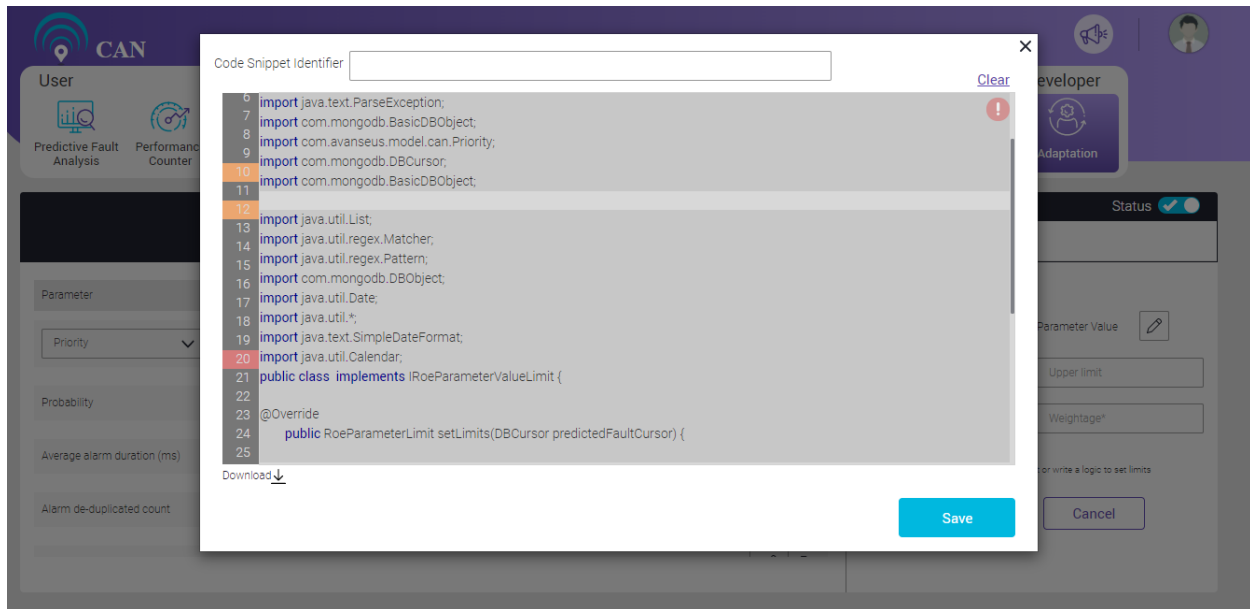 CAN
User
Predictive Fault
Analysis
Performanc
Counter
eveloper
Adaptation
Status
Parameter
Priority
Probability
Average alarm duration (ms)
Alarm de-duplicated count
Parameter Value
Upper limit
Weightage*
or write a logic to set limits
Cancel
×
Code Snippet Identifier
Clear
6 import java.text.ParseException;
7 import com.mongodb.BasicDBObject;
8 import com.avanseus.model.can.Priority;
9 import com.mongodb.DBCursor;
10 import com.mongodb.BasicDBObject;
11
12 import java.util.List;
13 import java.util.regex.Matcher;
14 import java.util.regex.Pattern;
15 import com.mongodb.DBObject;
16 import java.util.Date;
17 import java.util.*;
18 import java.text.SimpleDateFormat;
19 import java.util.Calendar;
20 public class  implements IRoeParameterValueLimit {
21
22 @Override
23 public RoeParameterLimit setLimits(DBCursor predictedFaultCursor) {
24
25
Download
Save